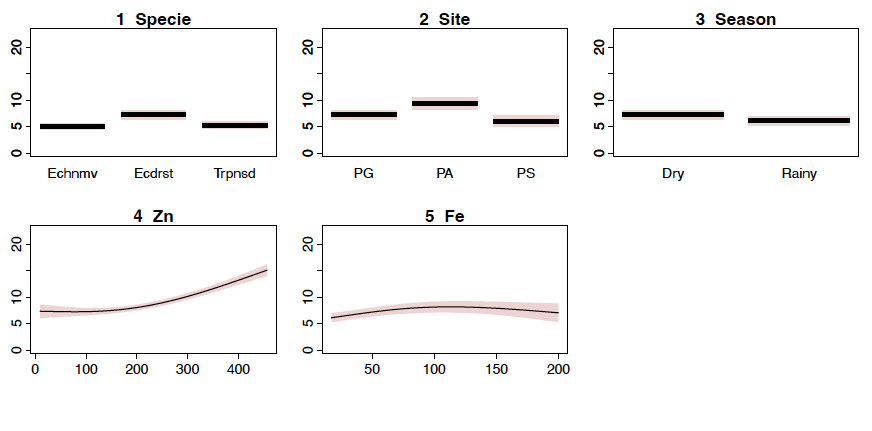 1 Specie
2 Site
3 Season
20
10
5
0
Echnmv Ecdrst Trpnsd
20
10
5
0
PG PA PS
20
10
5
0
Dry Rainy
4 Zn
5 Fe
20
10
5
0
0 100 200 300 400
20
10
5
0
50 100 150 200